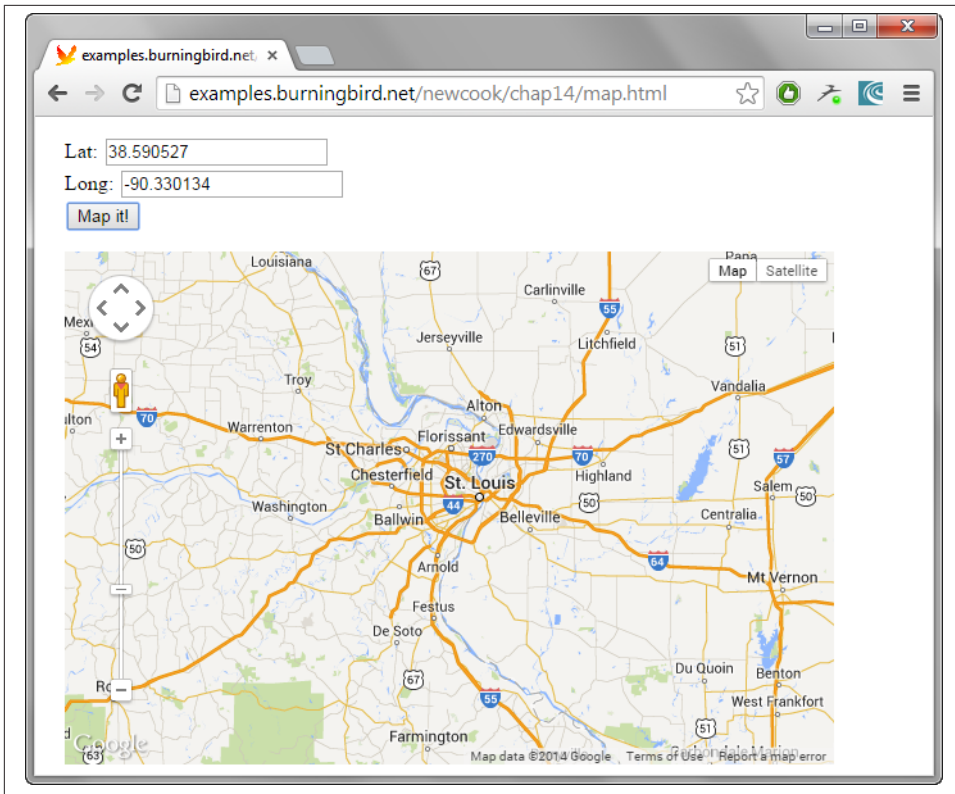 examples.burningbird.net/
examples.burningbird.net/newcook/chap14/map.html
Lat: 38.590527
Long: -90.330134
Map it!
Louisiana
67
Map Satellite
Carlinville
55
Jerseyville
Litchfield
54
51
Troy
Vandalia
Alton
70
Warrenton
Florissant
Edwardsville
St Charles
270
70
51
57
Chesterfield
St. Louis
Highland
Salem
50
44
50
Washington
Ballwin
Belleville
Centralia
50
Arnold
64
Mt Vernon
Festus
De Soto
67
Du Quoin
Benton
55
West Frankfort
51
Farmington
Google
63
Map data ©2014 Google Terms of Use Report a map error